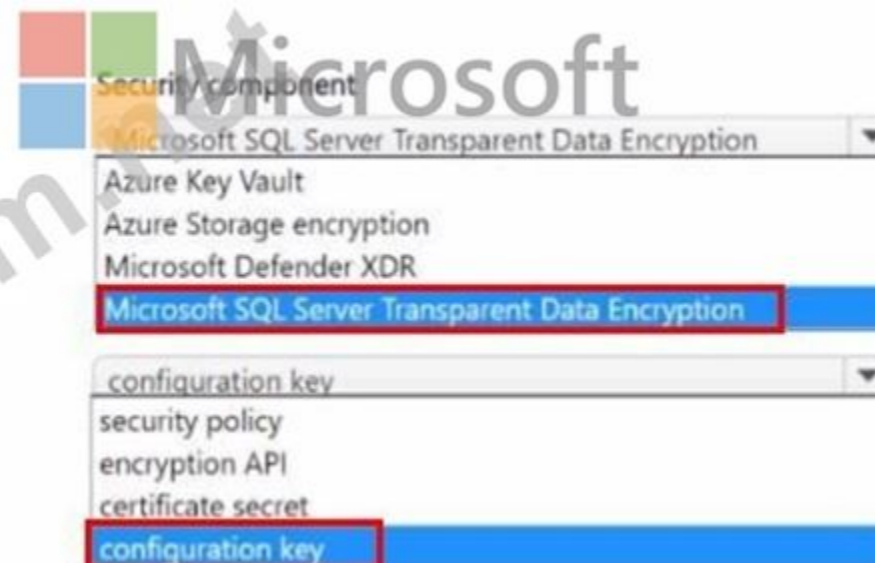 Microsoft
Security component
Microsoft SQL Server Transparent Data Encryption
Azure Key Vault
Azure Storage encryption
Microsoft Defender XDR
Microsoft SQL Server Transparent Data Encryption
configuration key
security policy
encryption API
certificate secret
configuration key